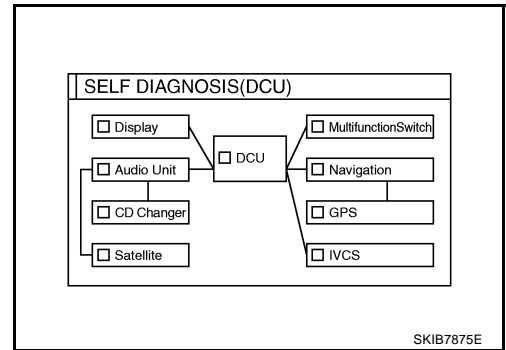 SELF DIAGNOSIS(DCU)
Display
Audio Unit
CD Changer
Satellite
DCU
MultifunctionSwitch
Navigation
GPS
IVCS
SKIB7875E